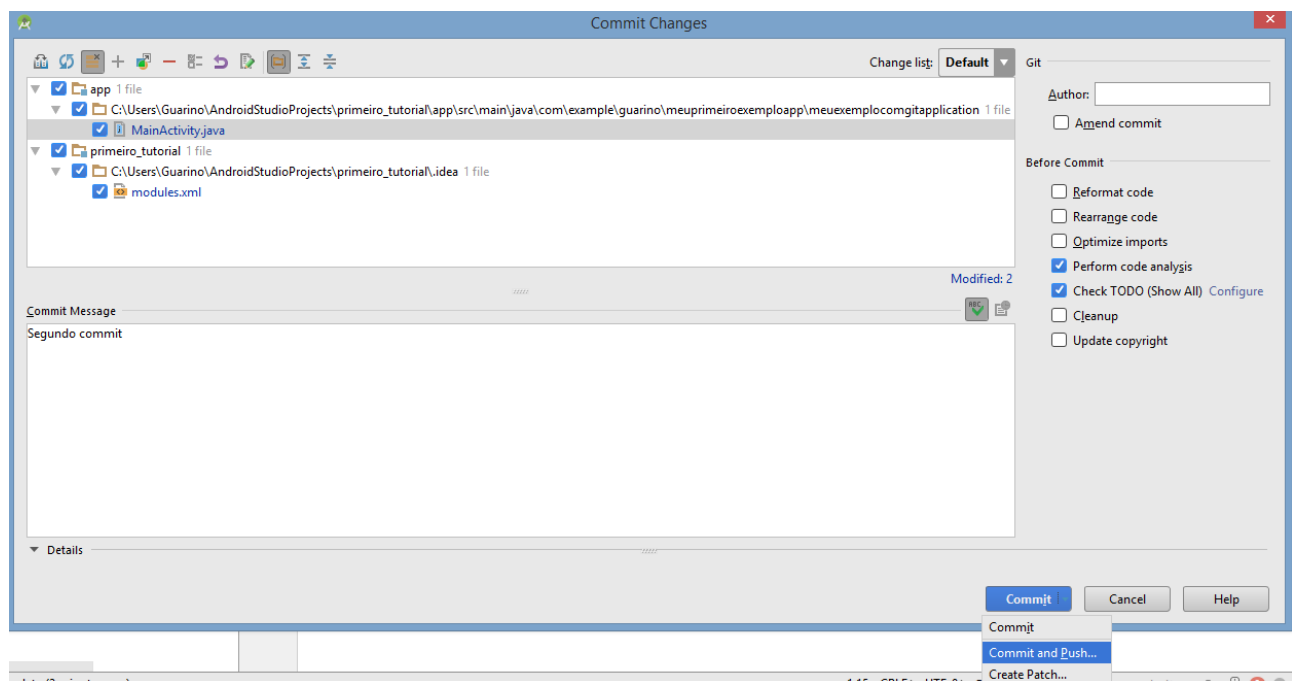 Commit Changes
Change list: Default
Git
app 1 file
C:\Users\Guarino\AndroidStudioProjects\primeiro_tutorial\app\src\main\java\com\example\guarino\meuprimeiroexemploapp\meuexemplocomgitapplication 1 file
MainActivity.java
primeiro_tutorial 1 file
C:\Users\Guarino\AndroidStudioProjects\primeiro_tutorial\.idea 1 file
modules.xml
Modified: 2
Author:
Amend commit
Before Commit
Reformat code
Rearrange code
Optimize imports
Perform code analysis
Check TODO (Show All) Configure
Cleanup
Update copyright
Commit Message
ABC
Segundo commit
Details
Commit
Cancel
Help
Commit
Commit and Push...
Create Patch...